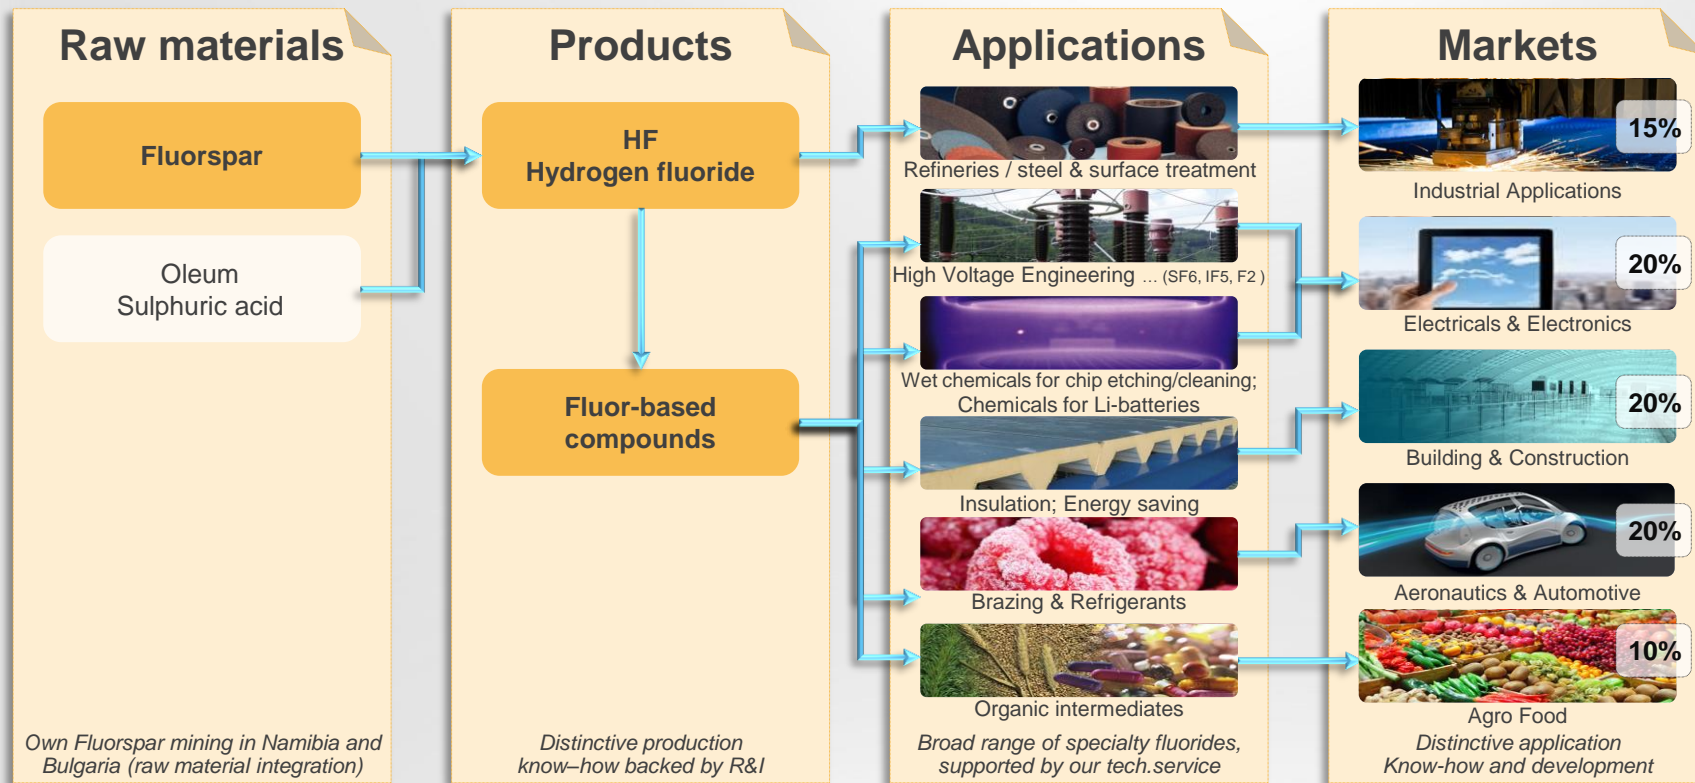 Raw materials
Fluorspar
Oleum
Sulphuric acid
Own Fluorspar mining in Namibia and
Bulgaria (raw material integration)
Products
HF
Hydrogen fluoride
Fluor-based
compounds
Distinctive production
know–how backed by R&I
Applications
Refineries / steel & surface treatment
High Voltage Engineering ... (SF6, IF5, F2 )
Wet chemicals for chip etching/cleaning;
Chemicals for Li-batteries
Insulation; Energy saving
Brazing & Refrigerants
Organic intermediates
Broad range of specialty fluorides,
supported by our tech.service
Markets
15%
Industrial Applications
20%
Electricals & Electronics
20%
Building & Construction
20%
Aeronautics & Automotive
10%
Agro Food
Distinctive application
Know-how and development